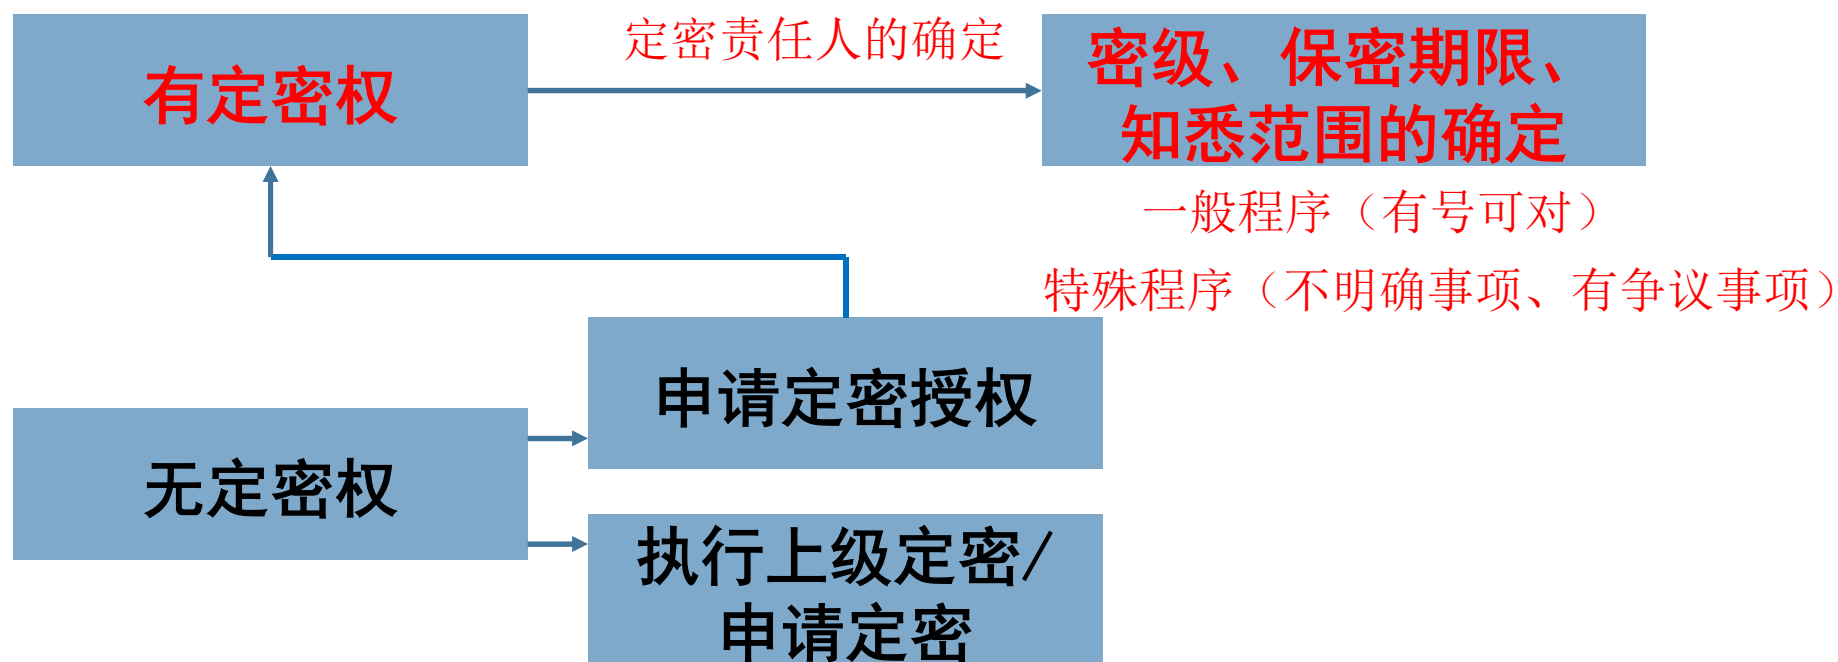 定密责任人的确定
有定密权
密级、保密期限、
知悉范围的确定
一般程序（有号可对）
特殊程序（不明确事项、有争议事项）
申请定密授权
无定密权
执行上级定密/
申请定密